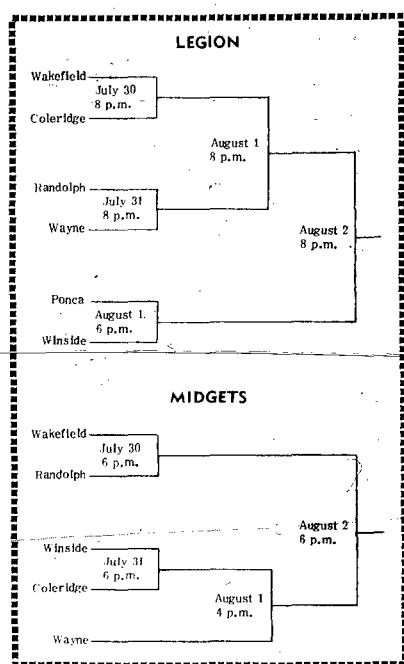 LEGION
Wakefield
July 30
8 p.m.
Coleridge
August 1
8 p.m.
Randolph
July 31
8 p.m.
Wayne
August 2
8 p.m.
Ponca
August 1.
6 p.m.
Winside
MIDGETS
Wakefield
July 30
6 p.m.
Randolph
August 2
6 p.m.
Winside
July 31
6 p.m.
Coleridge
August 1
4 p.m.
Wayne